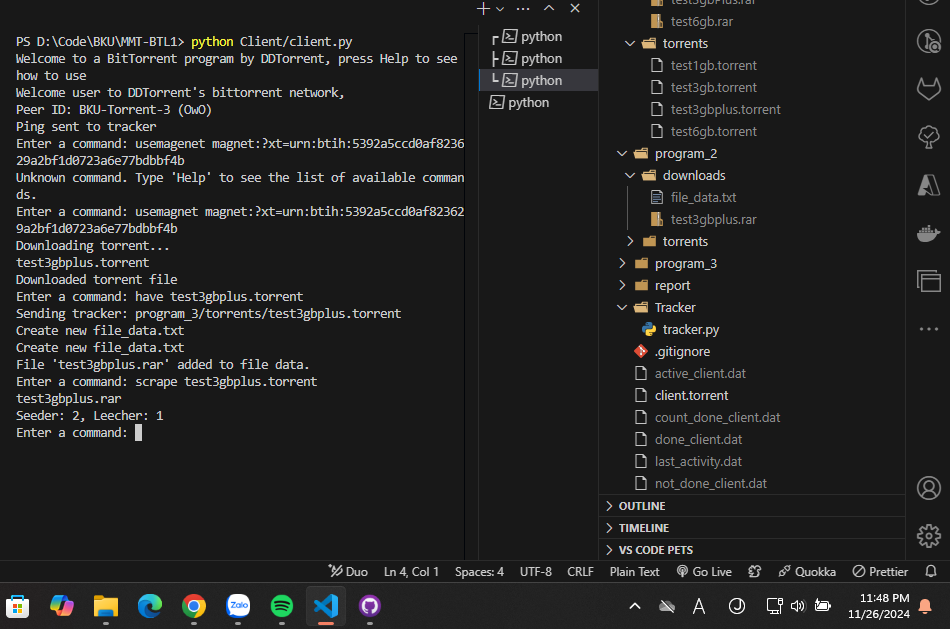 PS D:\Code\BKU\MMT-BTL1> python Client/client.py
Welcome to a BitTorrent program by DDTorrent, press Help to see
how to use
Welcome user to DDTorrent's bittorrent network,
Peer ID: BKU-Torrent-3 (OwO)
Ping sent to tracker
Enter a command: usemagenet magnet:?xt=urn:btih:5392a5ccd0af8236
29a2bf1d0723a6e77bdbbf4b
Unknown command. Type 'Help' to see the list of available comman
ds.
Enter a command: usemagnet magnet:?xt=urn:btih:5392a5ccd0af82362
9a2bf1d0723a6e77bdbbf4b
Downloading torrent...
test3gbplus.torrent
Downloaded torrent file
Enter a command: have test3gbplus.torrent
Sending tracker: program_3/torrents/test3gbplus.torrent
Create new file_data.txt
Create new file_data.txt
File 'test3gbplus.rar' added to file data.
Enter a command: scrape test3gbplus.torrent
test3gbplus.rar
Seeder: 2, Leecher: 1
Enter a command:
python
python
python
python
test3gbplus.rar
test6gb.rar
torrents
test1gb.torrent
test3gb.torrent
test3gbplus.torrent
test6gb.torrent
program_2
downloads
file_data.txt
test3gbplus.rar
torrents
program_3
report
Tracker
tracker.py
.gitignore
active_client.dat
client.torrent
count_done_client.dat
done_client.dat
last_activity.dat
not_done_client.dat
OUTLINE
TIMELINE
VS CODE PETS
Duo Ln 4, Col 1 Spaces: 4 UTF-8 CRLF Plain Text Go Live Quokka Prettier
Zalo
A
11:48 PM
11/26/2024